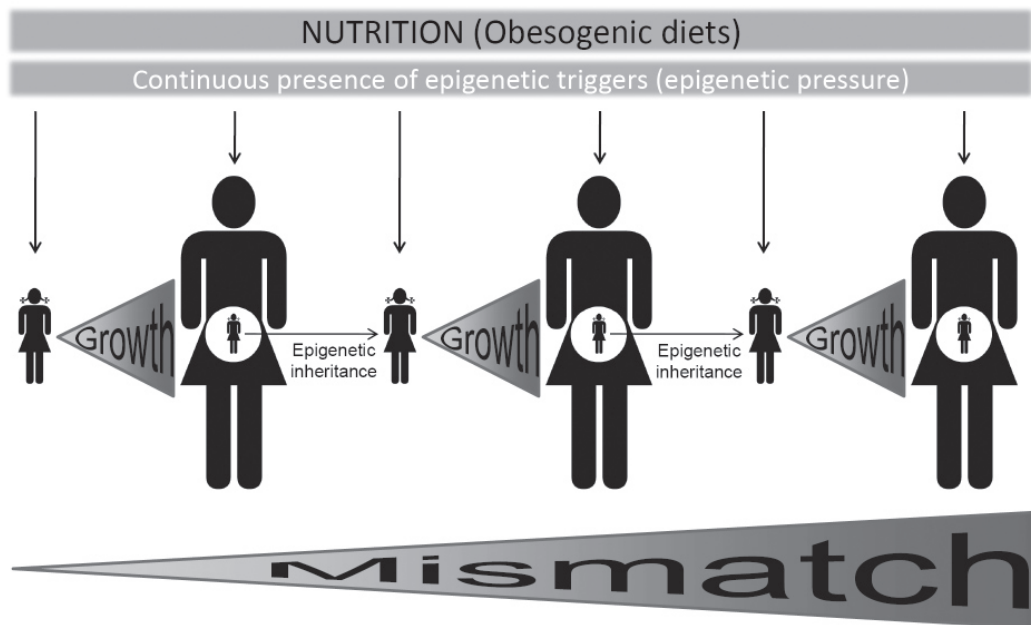 NUTRITION (Obesogenic diets)
Continuous presence of epigenetic triggers (epigenetic pressure)
Growth
Epigenetic
inheritance
Growth
Epigenetic
inheritance
Growth
Mismatch